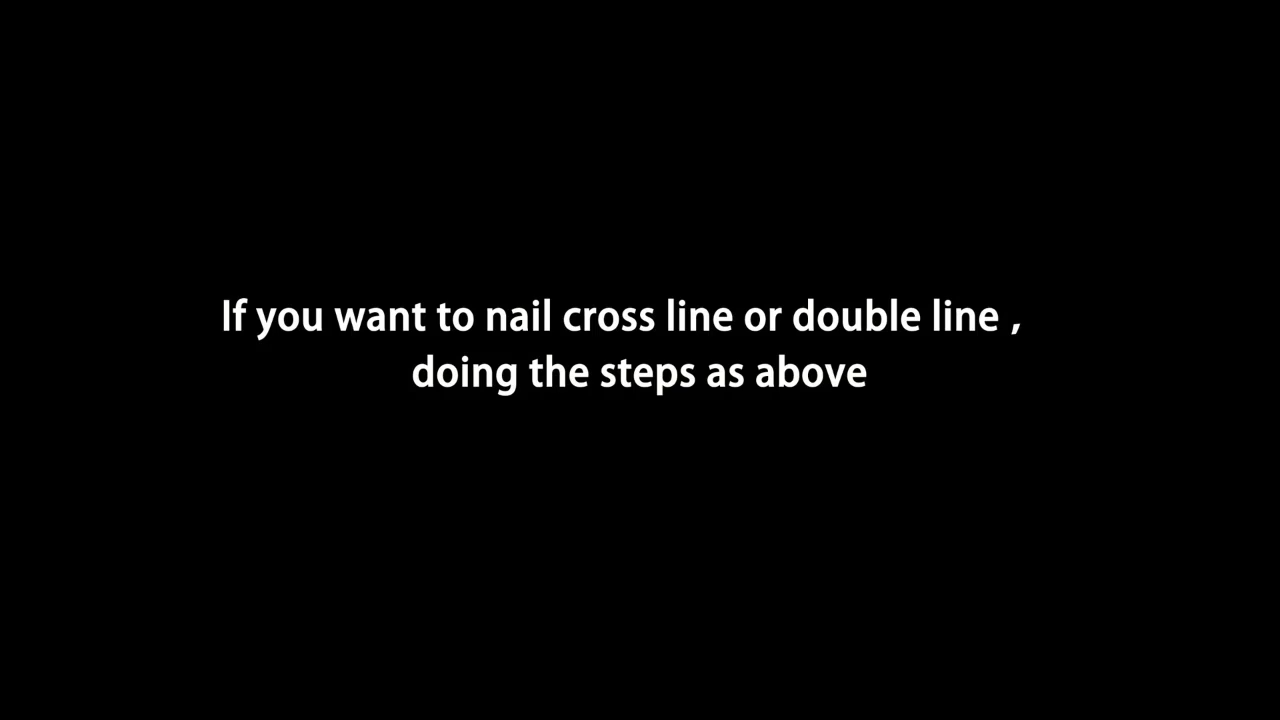 If you want to nail cross line or double line ,
doing the steps as above